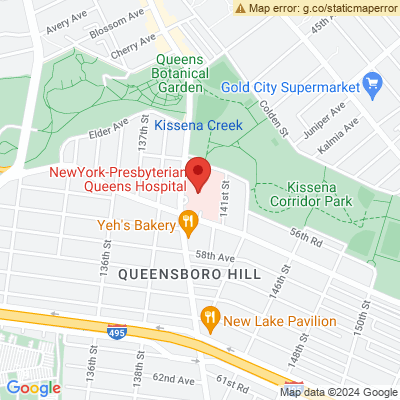 Map error: g.co/staticmaperror
Avery Ave
Blossom Ave
45th Ave
Cherry Ave
Queens
Botanical
Garden
Gold City Supermarket
Colden St
Juniper Ave
Kalmia Ave
Elder Ave
137th St
Kissena Creek
NewYork-Presbyterian
Queens Hospital
141st St
Kissena
Corridor Park
Yeh's Bakery
56th Rd
58th Ave
136th St
QUEENSBORO HILL
146th St
150th St
New Lake Pavilion
495
136th St
138th St
148th St
62nd Ave
61st Rd
Google
Map data ©2024 Google